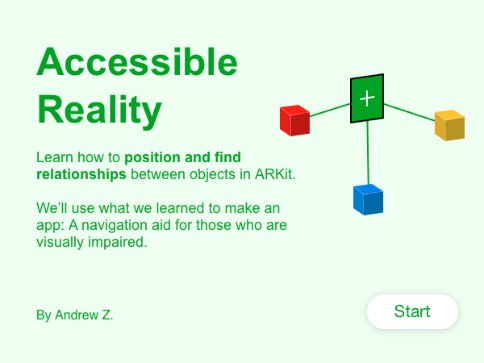 Accessible
Reality
Learn how to position and find
relationships between objects in ARKit.
We'll use what we learned to make an
app: A navigation aid for those who are
visually impaired.
By Andrew Z.
Start